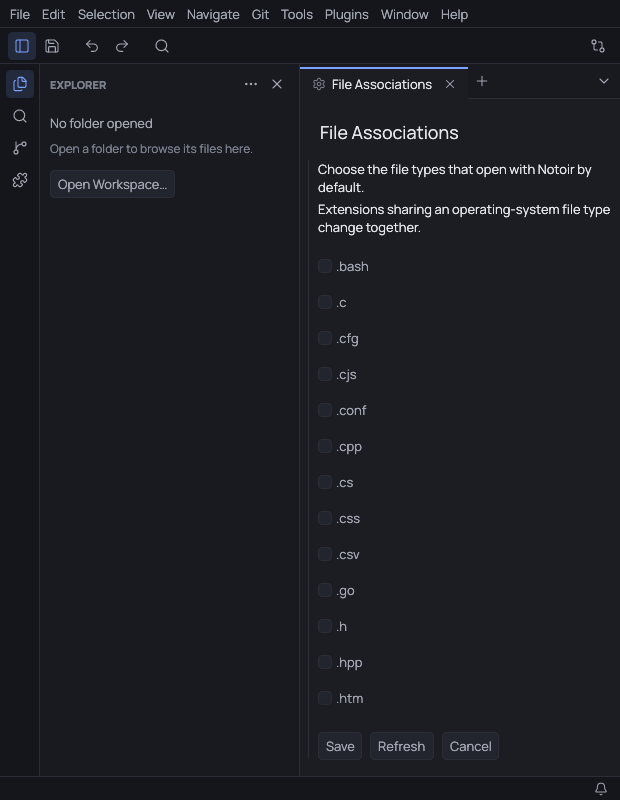 File Edit Selection View Navigate Git Tools Plugins Window Help
EXPLORER
No folder opened
Open a folder to browse its files here.
Open Workspace...
File Associations
File Associations
Choose the file types that open with Notoir by
default.
Extensions sharing an operating-system file type
change together.
.bash
.c
.cfg
.cjs
.conf
.cpp
.cs
.css
.csv
.go
.h
.hpp
.htm
Save Refresh Cancel